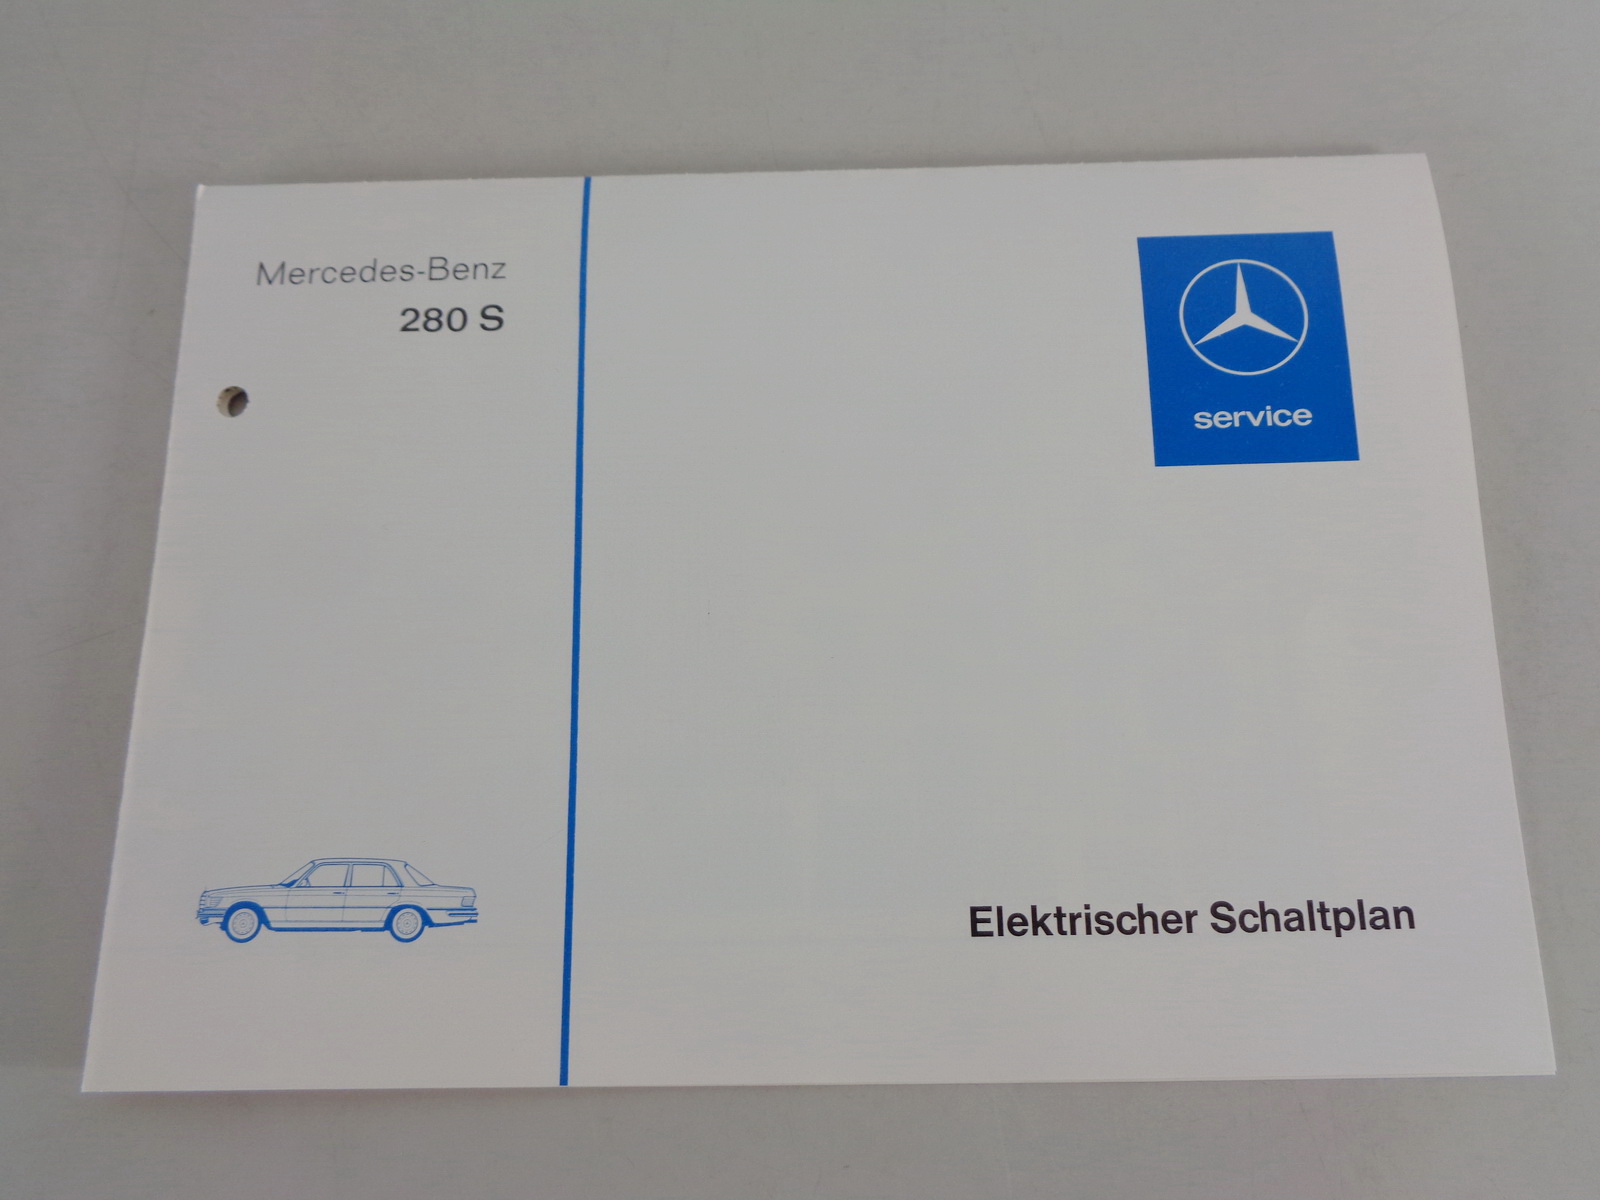 Mercedes-Benz
280 S
service
Elektrischer Schaltplan